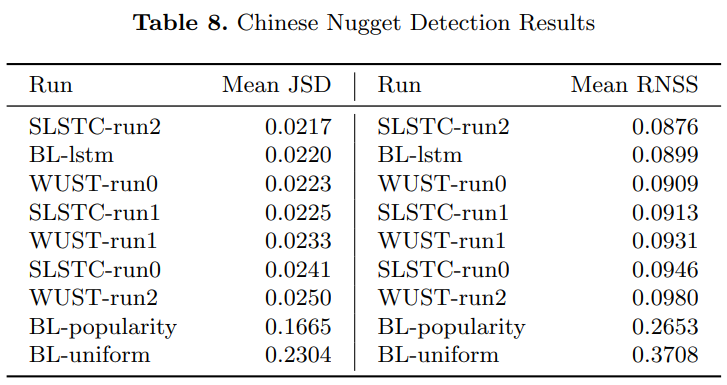 Table 8. Chinese Nugget Detection Results
Run Mean JSD Run Mean RNSS
SLSTC-run2 0.0217 SLSTC-run2 0.0876
BL-lstm 0.0220 BL-lstm 0.0899
WUST-run0 0.0223 WUST-run0 0.0909
SLSTC-run1 0.0225 SLSTC-run1 0.0913
WUST-run1 0.0233 WUST-run1 0.0931
SLSTC-run0 0.0241 SLSTC-run0 0.0946
WUST-run2 0.0250 WUST-run2 0.0980
BL-popularity 0.1665 BL-popularity 0.2653
BL-uniform 0.2304 BL-uniform 0.3708